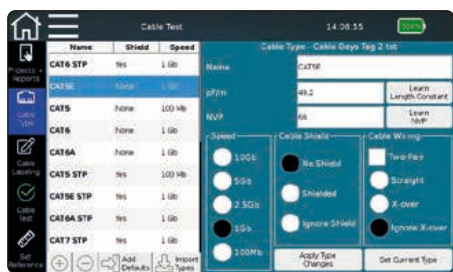 Cable Test
14:08:55
100%
Projects + Reports
Cable Type
Cable Labeling
Cable Test
Set Reference
Name Shield Speed
CAT6 STP Yes 1 Gb
CAT5E None 1 Gb
CAT5 None 100 Mb
CAT6 None 1 Gb
CAT6A None 1 Gb
CAT5 STP Yes 100 Mb
CAT5E STP Yes 1 Gb
CAT6A STP Yes 1 Gb
CAT7 STP Yes 1 Gb
Add Defaults
Import Types
Cable Type - Cable Deys Tag 2 tst
Name CAT5E
pF/m 49.2
Learn Length Constant
NVP 68
Learn NVP
Speed
10Gb
5Gb
2.5Gb
1Gb
100Mb
Cable Shield
No Shield
Shielded
Ignore Shield
Cable Wiring
Two-Pair
Straight
X-over
Ignore X-over
Apply Type Changes
Set Current Type